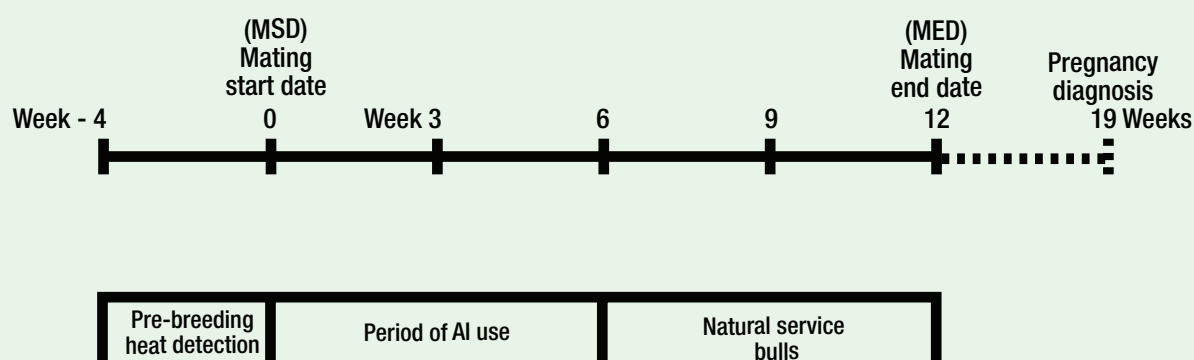 (MSD)
Mating
start date
(MED)
Mating
end date
Pregnancy
diagnosis
Week - 4
0
Week 3
6
9
12
19 Weeks
Pre-breeding
heat detection
Period of AI use
Natural service
bulls